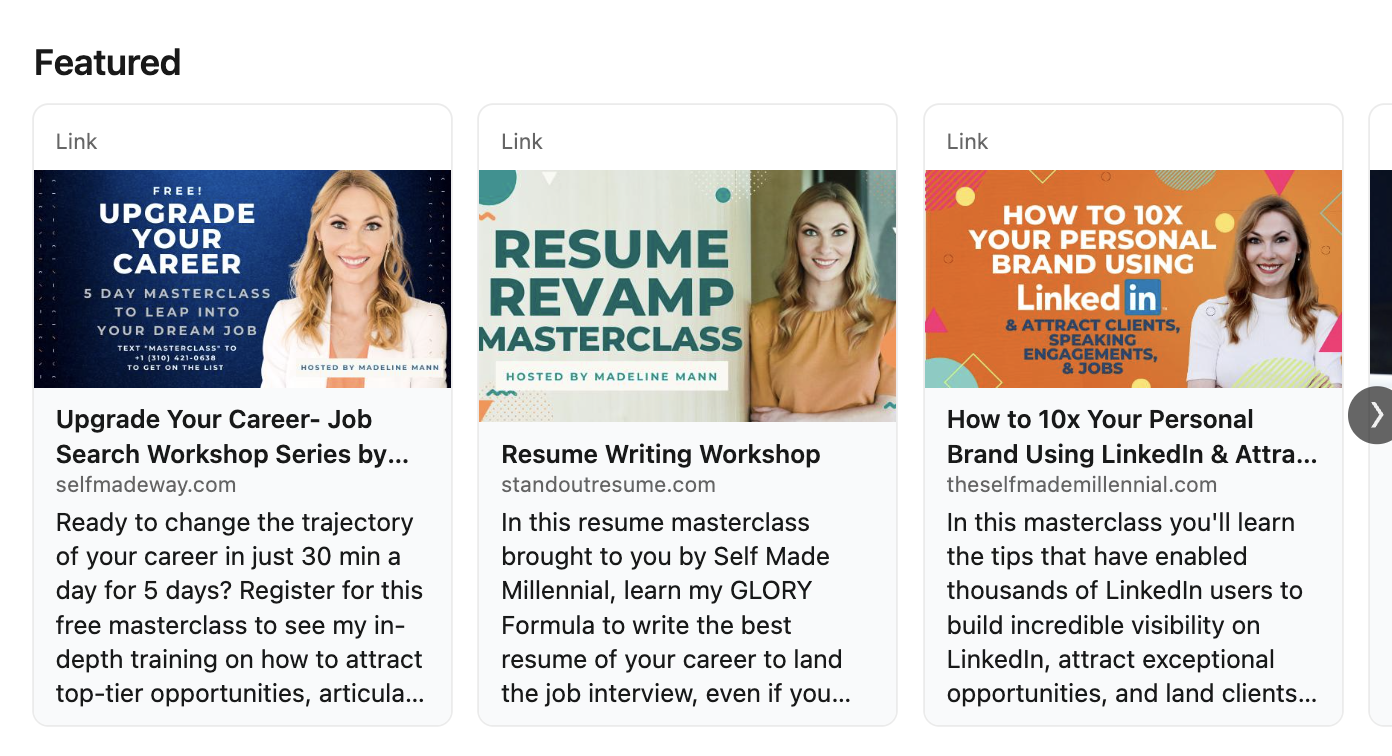 Featured
Link
FREE!
UPGRADE
YOUR
CAREER
5 DAY MASTERCLASS
TO LEAP INTO
YOUR DREAM JOB
TEXT "MASTERCLASS" TO
+1 (310) 421-0638
TO GET ON THE LIST
HOSTED BY MADELINE MANN
Upgrade Your Career- Job
Search Workshop Series by...
selfmadeway.com
Ready to change the trajectory
of your career in just 30 min a
day for 5 days? Register for this
free masterclass to see my in-
depth training on how to attract
top-tier opportunities, articula...
Link
RESUME
REVAMP
MASTERCLASS
HOSTED BY MADELINE MANN
Resume Writing Workshop
standoutresume.com
In this resume masterclass
brought to you by Self Made
Millennial, learn my GLORY
Formula to write the best
resume of your career to land
the job interview, even if you...
Link
HOW TO 10X
YOUR PERSONAL
BRAND USING
Linked in
& ATTRACT CLIENTS,
SPEAKING
ENGAGEMENTS,
& JOBS
How to 10x Your Personal
Brand Using LinkedIn & Attra...
theselfmademillennial.com
In this masterclass you'll learn
the tips that have enabled
thousands of LinkedIn users to
build incredible visibility on
LinkedIn, attract exceptional
opportunities, and land clients...